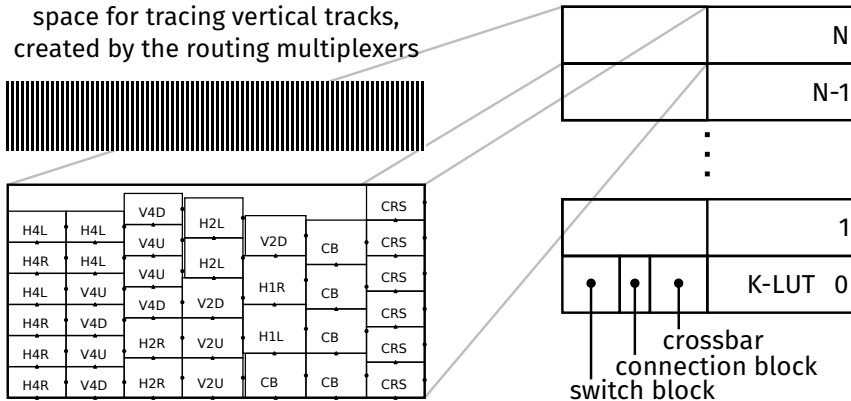 space for tracing vertical tracks,
created by the routing multiplexers
N
N-1
1
K-LUT 0
crossbar
connection block
switch block
CRS
V4D
H2L
H4L H4L V4U V2D CB CRS
H4R H4L V4U H2L CRS
H4L V4U V4D V2D H1R CB CRS
H4R V4D H2R V2U H1L CB CRS
H4R V4U
H4R V4D H2R V2U CB CB CRS